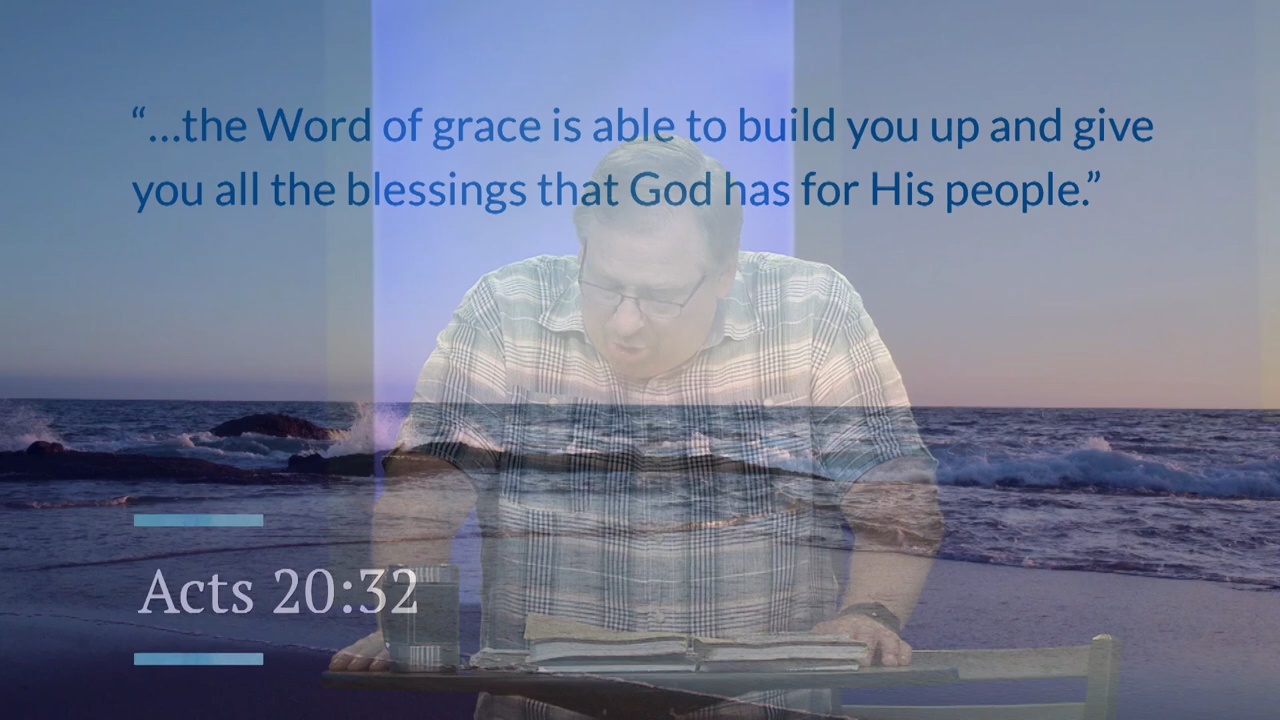 “…the Word of grace is able to build you up and give
you all the blessings that God has for His people.”
Acts 20:32